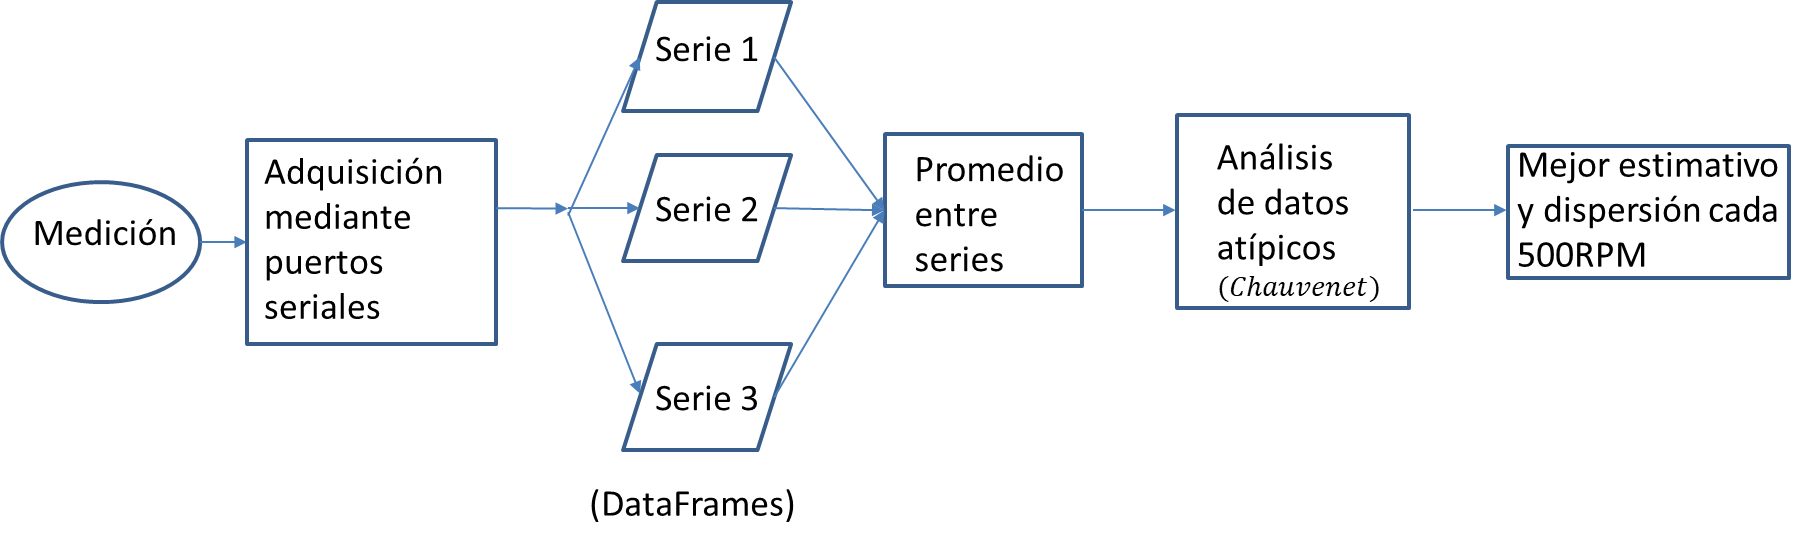 Medición
Adquisición
mediante
puertos
seriales
Serie 1
Serie 2
Serie 3
(DataFrames)
Promedio
entre
series
Análisis
de datos
atípicos
(Chauvenet)
Mejor estimativo
y dispersión cada
500RPM